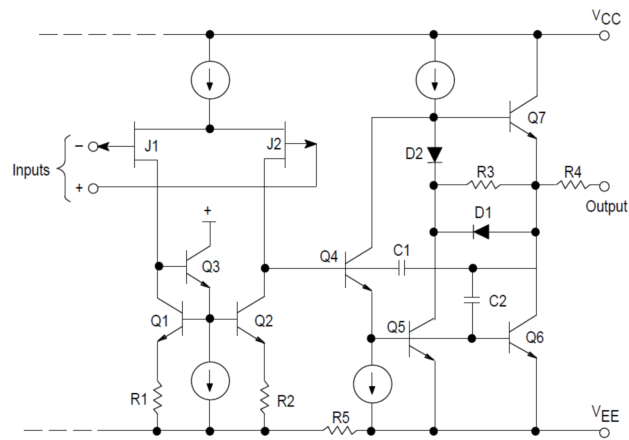 VCC
Q7
J1
J2
−
Inputs
+
D2
R3
R4
Output
D1
+
Q3
Q4
C1
C2
Q1
Q2
Q5
Q6
R1
R2
R5
VEE